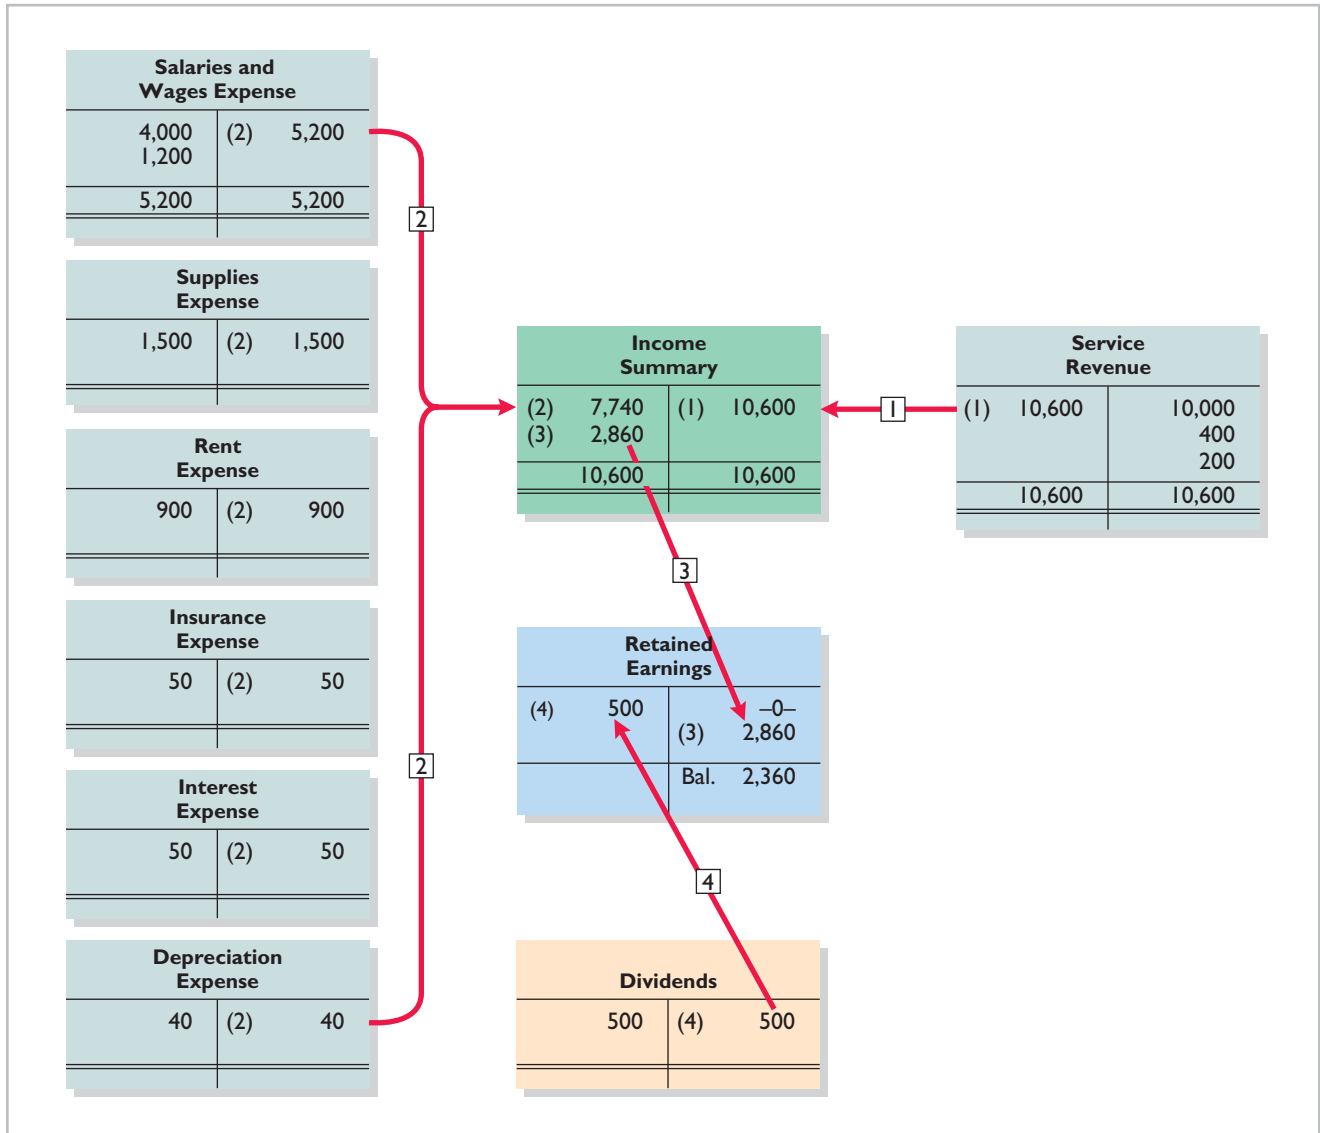 Salaries and
Wages Expense
4,000 (2) 5,200
1,200
5,200 5,200
2
Supplies
Expense
1,500 (2) 1,500
Rent
Expense
900 (2) 900
Insurance
Expense
50 (2) 50
2
Interest
Expense
50 (2) 50
Depreciation
Expense
40 (2) 40
Income
Summary
(2) 7,740 (1) 10,600
(3) 2,860
10,600 10,600
1
Service
Revenue
(1) 10,600 10,000
400
200
10,600 10,600
3
Retained
Earnings
(4) 500 –0–
(3) 2,860
Bal. 2,360
4
Dividends
500 (4) 500